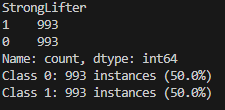 StrongLifter
1    993
0    993
Name: count, dtype: int64
Class 0: 993 instances (50.0%)
Class 1: 993 instances (50.0%)